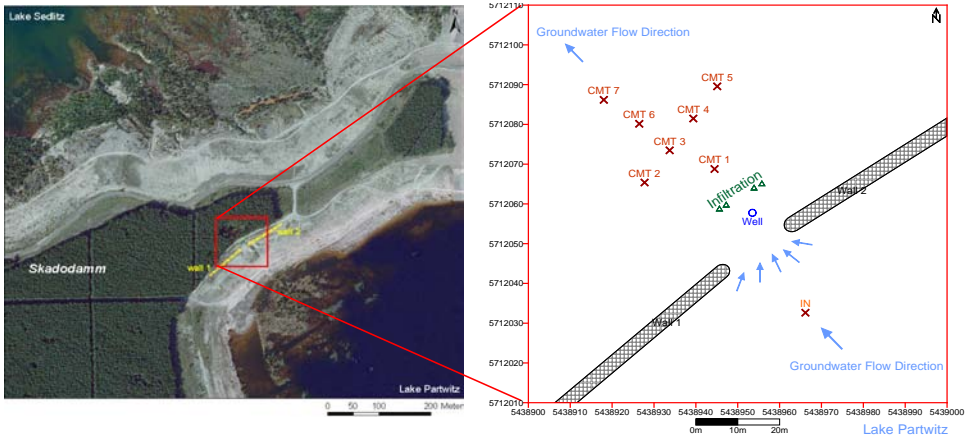 Lake Sedlitz
Skadodamm
wall 1
wall 2
Lake Partwitz
0 50 100 200 Meter
N
Groundwater Flow Direction
CMT 5
CMT 7
CMT 4
CMT 6
CMT 3
CMT 1
CMT 2
Infiltration
Wall 2
Well
Wall 1
IN
Groundwater Flow Direction
5712110
5712100
5712090
5712080
5712070
5712060
5712050
5712040
5712030
5712020
5712010
5438900 5438910 5438920 5438930 5438940 5438950 5438960 5438970 5438980 5438990 5439000
0m 10m 20m
Lake Partwitz